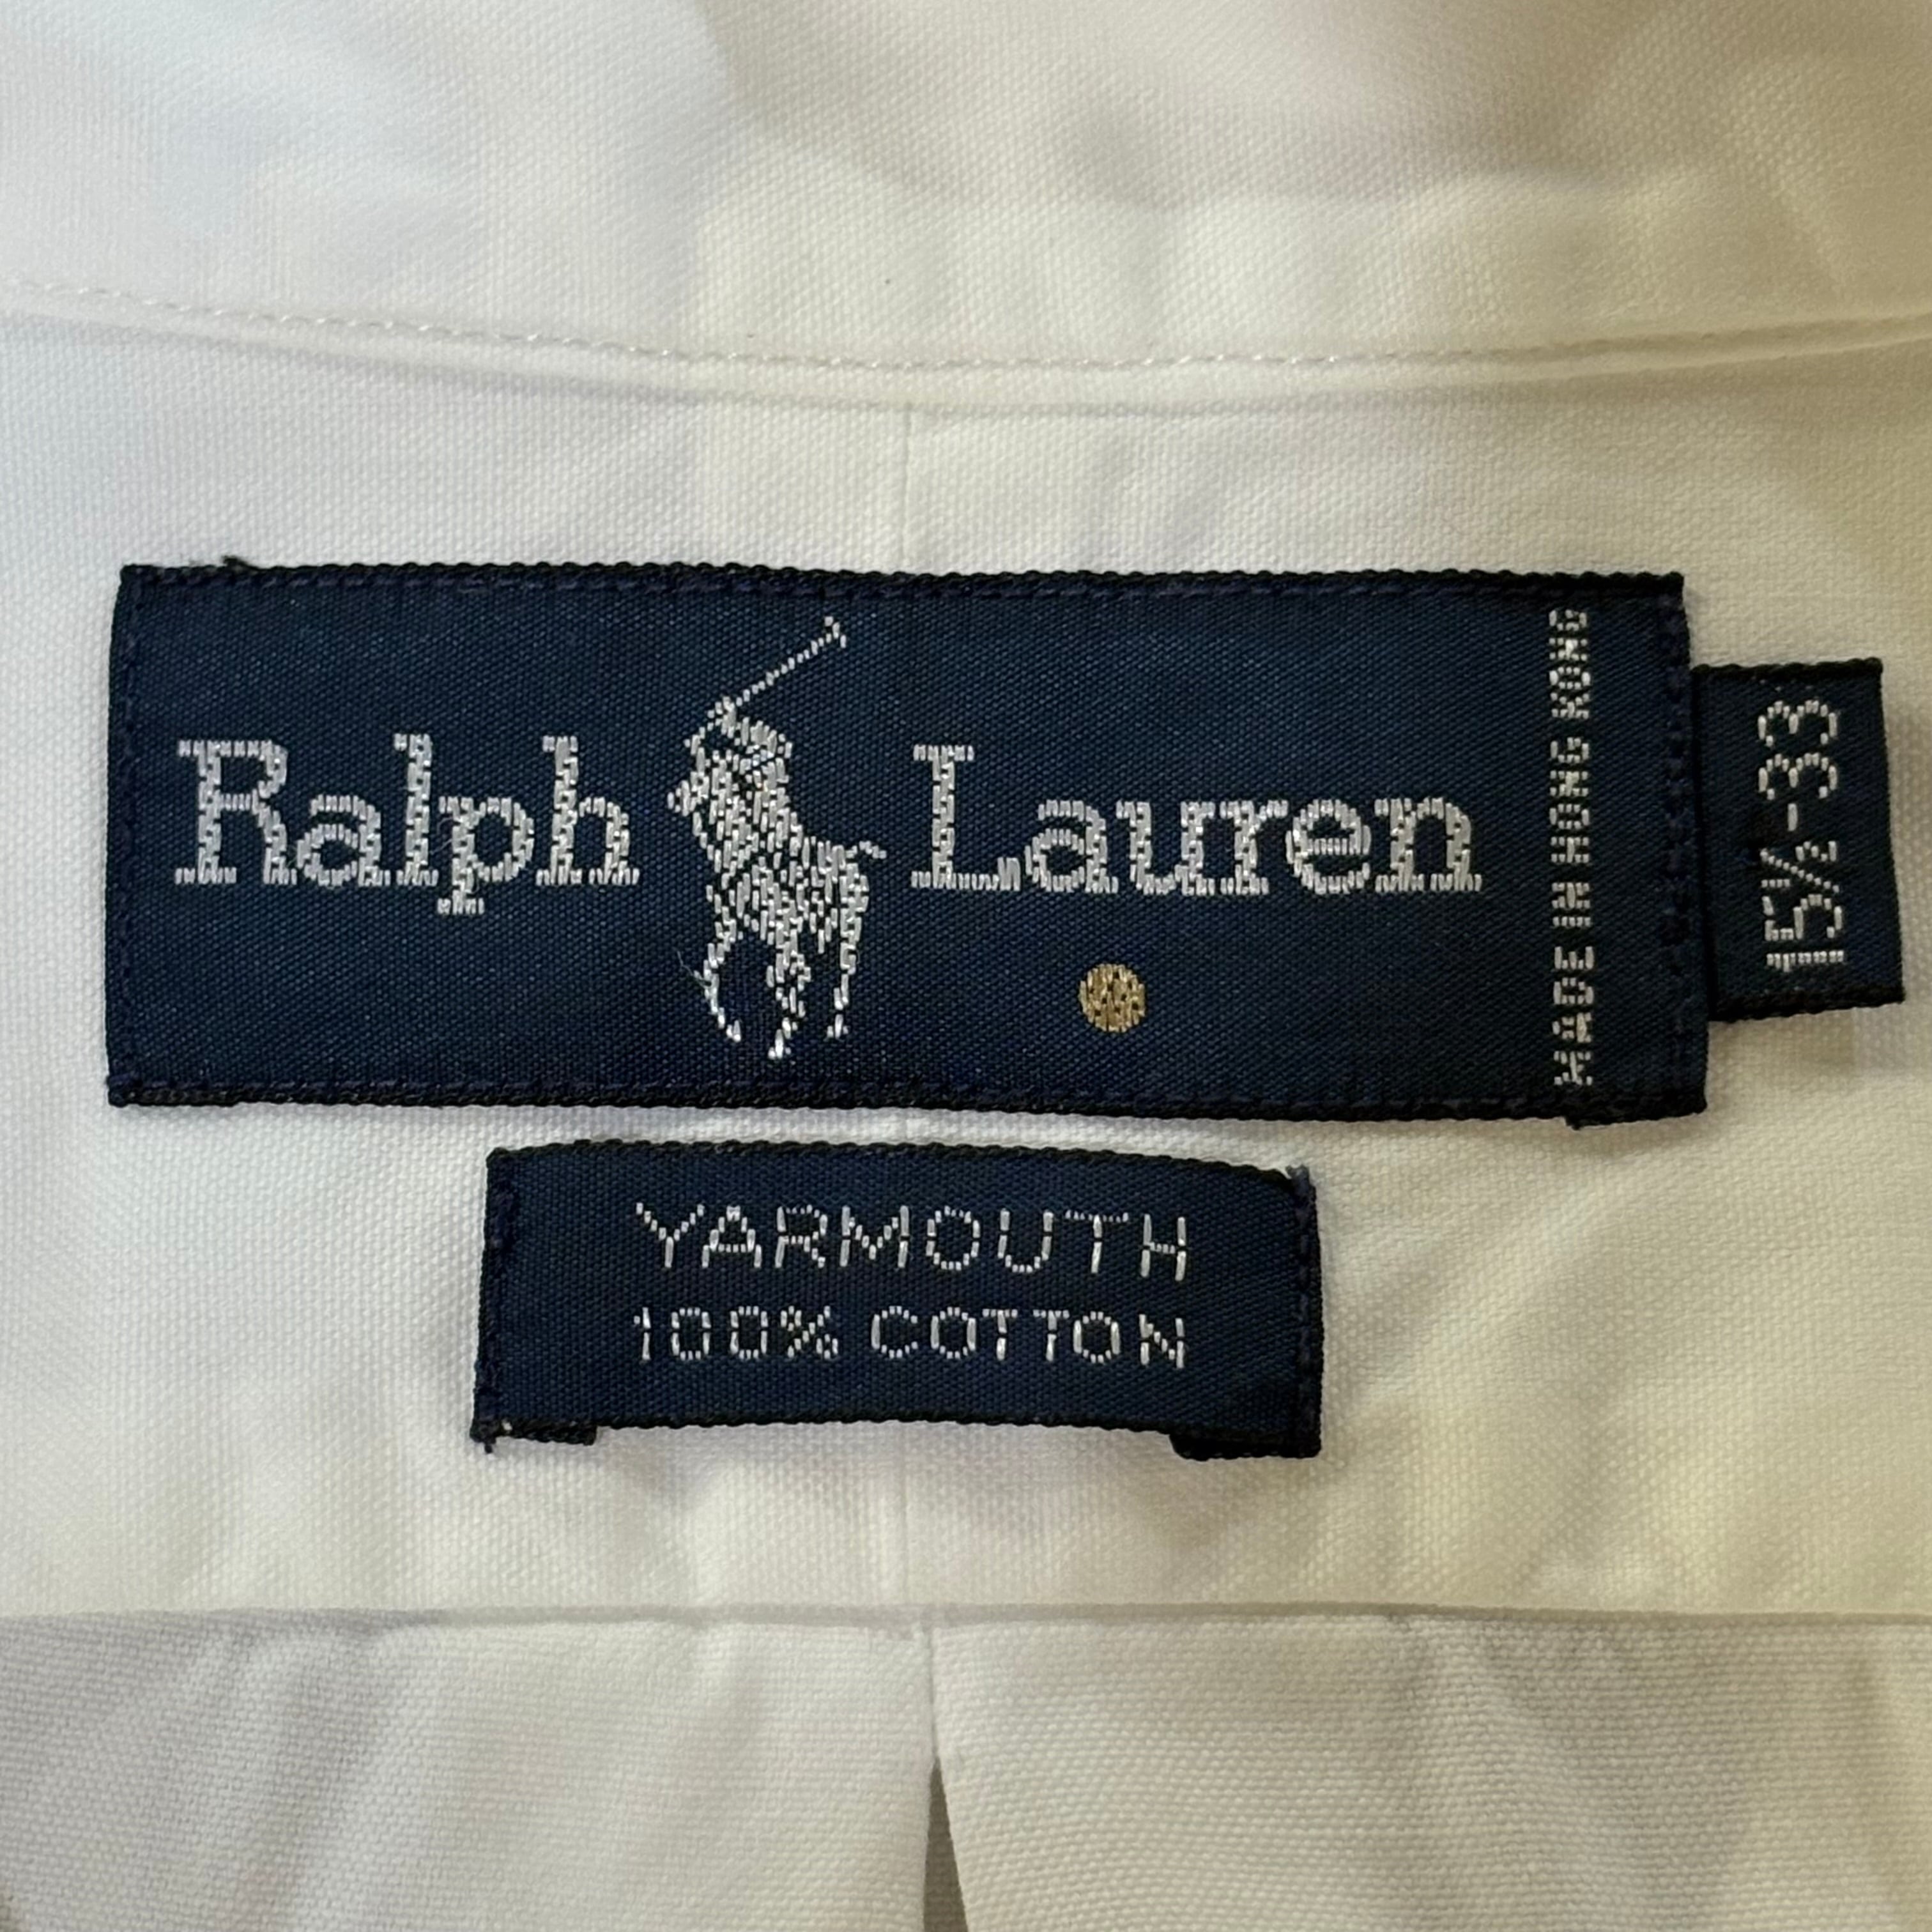 Ralph Lauren
MADE IN HONG KONG
15½-33
YARMOUTH
100% COTTON